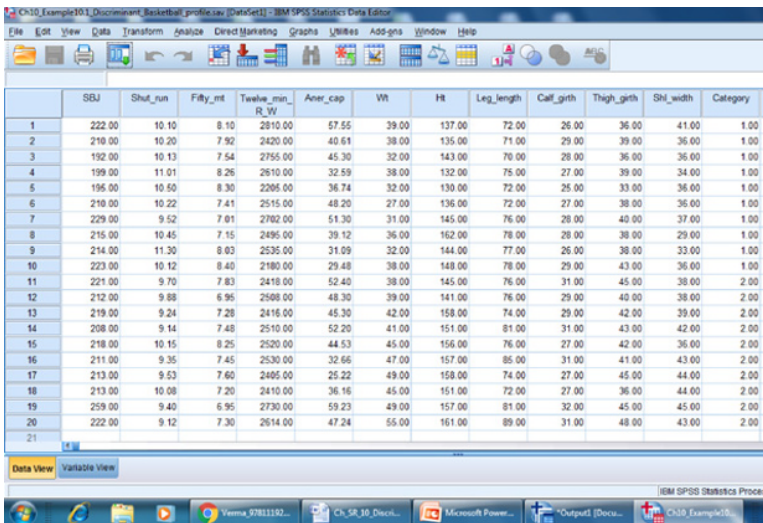 Ch10_Example10.1_Discriminant_Basketball_profile.sav [DataSet1] - IBM SPSS Statistics Data Editor
File Edit View Data Transform Analyze Direct Marketing Graphs Utilities Add-ons Window Help
SBJ Shut_run Fifty_mt Twelve_min_R_W Aner_cap Wt Ht Leg_length Calf_girth Thigh_girth Shl_width Category
1 222.00 10.10 8.10 2810.00 57.55 39.00 137.00 72.00 26.00 36.00 41.00 1.00
2 210.00 10.20 7.92 2420.00 40.61 38.00 135.00 71.00 29.00 39.00 36.00 1.00
3 192.00 10.13 7.54 2755.00 45.30 32.00 143.00 70.00 28.00 36.00 36.00 1.00
4 199.00 11.01 8.26 2610.00 32.59 38.00 132.00 75.00 27.00 39.00 34.00 1.00
5 195.00 10.50 8.30 2205.00 36.74 32.00 130.00 72.00 25.00 33.00 36.00 1.00
6 210.00 10.22 7.41 2515.00 48.20 27.00 136.00 72.00 27.00 38.00 36.00 1.00
7 229.00 9.52 7.01 2702.00 51.30 31.00 145.00 76.00 28.00 40.00 37.00 1.00
8 215.00 10.45 7.15 2495.00 39.12 36.00 162.00 78.00 28.00 38.00 29.00 1.00
9 214.00 11.30 8.03 2535.00 31.09 32.00 144.00 77.00 26.00 38.00 33.00 1.00
10 223.00 10.12 8.40 2180.00 29.48 38.00 148.00 78.00 29.00 43.00 36.00 1.00
11 221.00 9.70 7.83 2418.00 52.40 38.00 145.00 76.00 31.00 45.00 38.00 2.00
12 212.00 9.88 6.95 2508.00 48.30 39.00 141.00 76.00 29.00 40.00 38.00 2.00
13 219.00 9.24 7.28 2416.00 45.30 42.00 158.00 74.00 29.00 42.00 39.00 2.00
14 208.00 9.14 7.48 2510.00 52.20 41.00 151.00 81.00 31.00 43.00 42.00 2.00
15 218.00 10.15 8.25 2520.00 44.53 45.00 156.00 76.00 27.00 42.00 36.00 2.00
16 211.00 9.35 7.45 2530.00 32.66 47.00 157.00 85.00 31.00 41.00 43.00 2.00
17 213.00 9.53 7.60 2405.00 25.22 49.00 158.00 74.00 27.00 45.00 44.00 2.00
18 213.00 10.08 7.20 2410.00 36.16 45.00 151.00 72.00 27.00 36.00 44.00 2.00
19 259.00 9.40 6.95 2730.00 59.23 49.00 157.00 81.00 32.00 45.00 45.00 2.00
20 222.00 9.12 7.30 2614.00 47.24 55.00 161.00 89.00 31.00 48.00 43.00 2.00
21
Data View Variable View
IBM SPSS Statistics Proce
Verma_97811192... Ch_SR_10_Discri... Microsoft Power... *Output1 [Docu... Ch10_Example10...